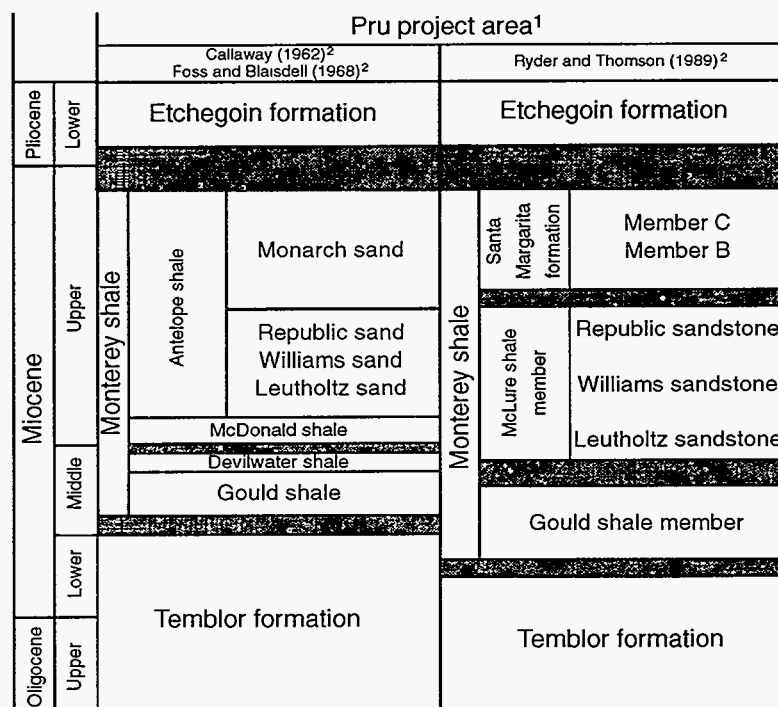 Pru project area¹
Callaway (1962)²
Foss and Blaisdell (1968)²
Ryder and Thomson (1989)²
Pliocene
Lower
Etchegoin formation
Etchegoin formation
Miocene
Upper
Monterey shale
Antelope shale
Monarch sand
Republic sand
Williams sand
Leutholtz sand
McDonald shale
Monterey shale
Santa
Margarita
formation
Member C
Member B
McLure shale
member
Republic sandstone
Williams sandstone
Leutholtz sandstone
Middle
Devilwater shale
Gould shale
Gould shale member
Lower
Temblor formation
Temblor formation
Oligocene
Upper